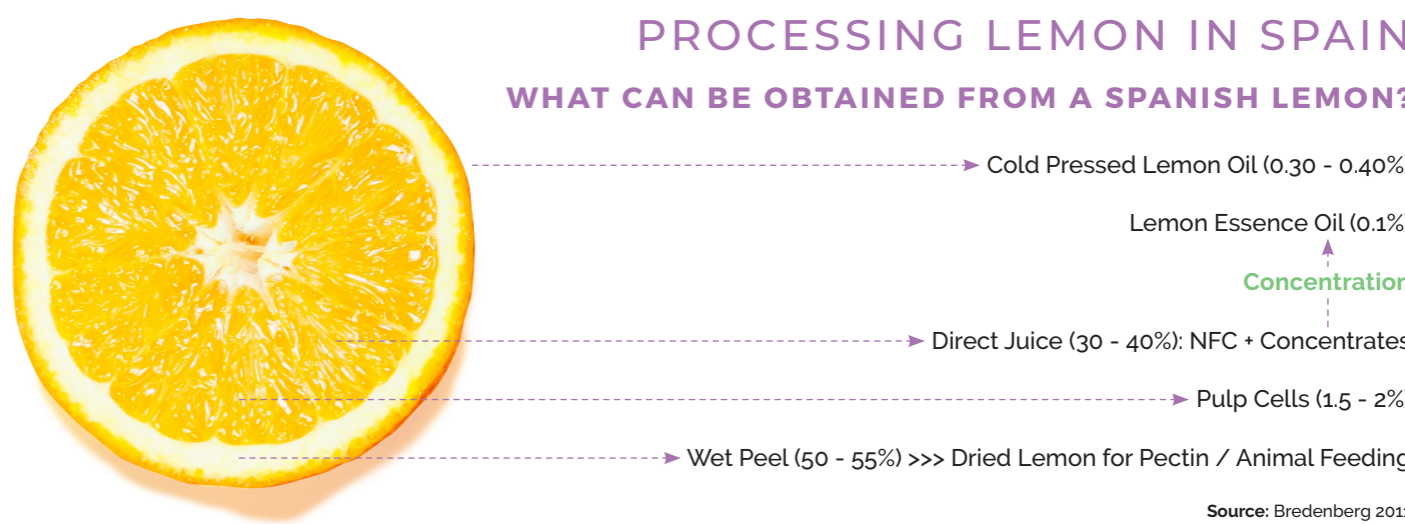 PROCESSING LEMON IN SPAIN
WHAT CAN BE OBTAINED FROM A SPANISH LEMON?
Cold Pressed Lemon Oil (0.30 - 0.40%
Lemon Essence Oil (0.1%
Concentration
Direct Juice (30 - 40%): NFC + Concentrates
Pulp Cells (1.5 - 2%)
Wet Peel (50 - 55%) >>> Dried Lemon for Pectin / Animal Feeding
Source: Bredenberg